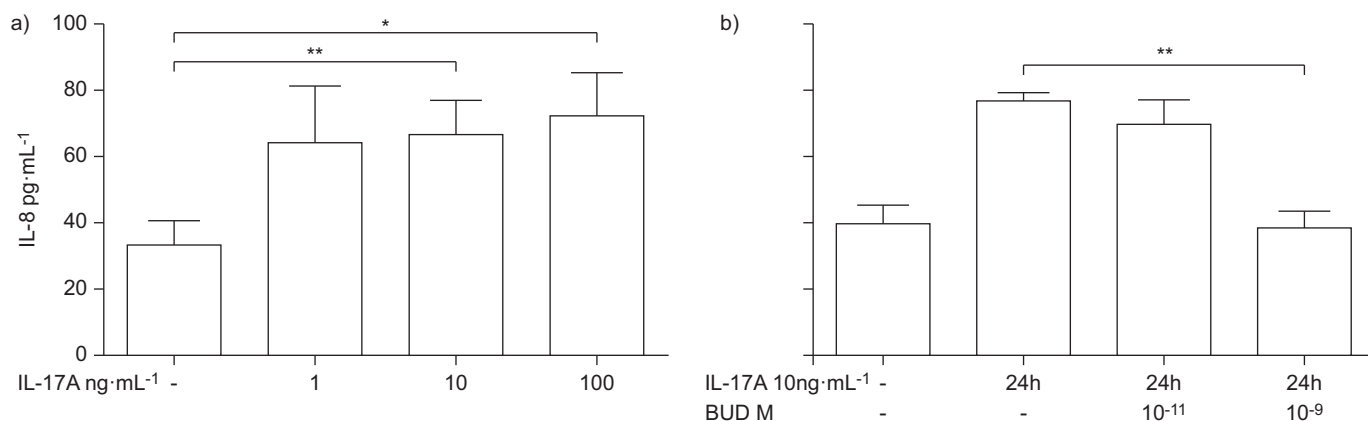 a)
IL-8 pg·mL⁻¹
100
80
60
40
20
0
*
**
IL-17A ng·mL⁻¹ - 1 10 100
b)
**
IL-17A 10ng·mL⁻¹ - 24h 24h 24h
BUD M - - 10⁻¹¹ 10⁻⁹